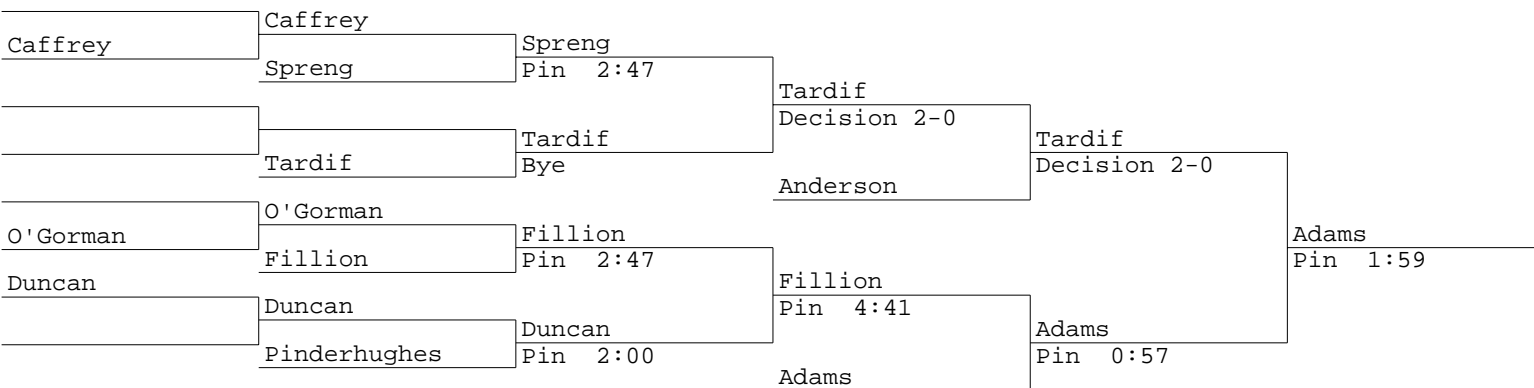 Caffrey
Caffrey
Spreng
Spreng
Pin 2:47
Tardif
Decision 2-0
Tardif
Tardif
Bye
Tardif
Decision 2-0
Anderson
O'Gorman
O'Gorman
Fillion
Fillion
Pin 2:47
Adams
Pin 1:59
Duncan
Duncan
Fillion
Pin 4:41
Pinderhughes
Duncan
Pin 2:00
Adams
Pin 0:57
Adams